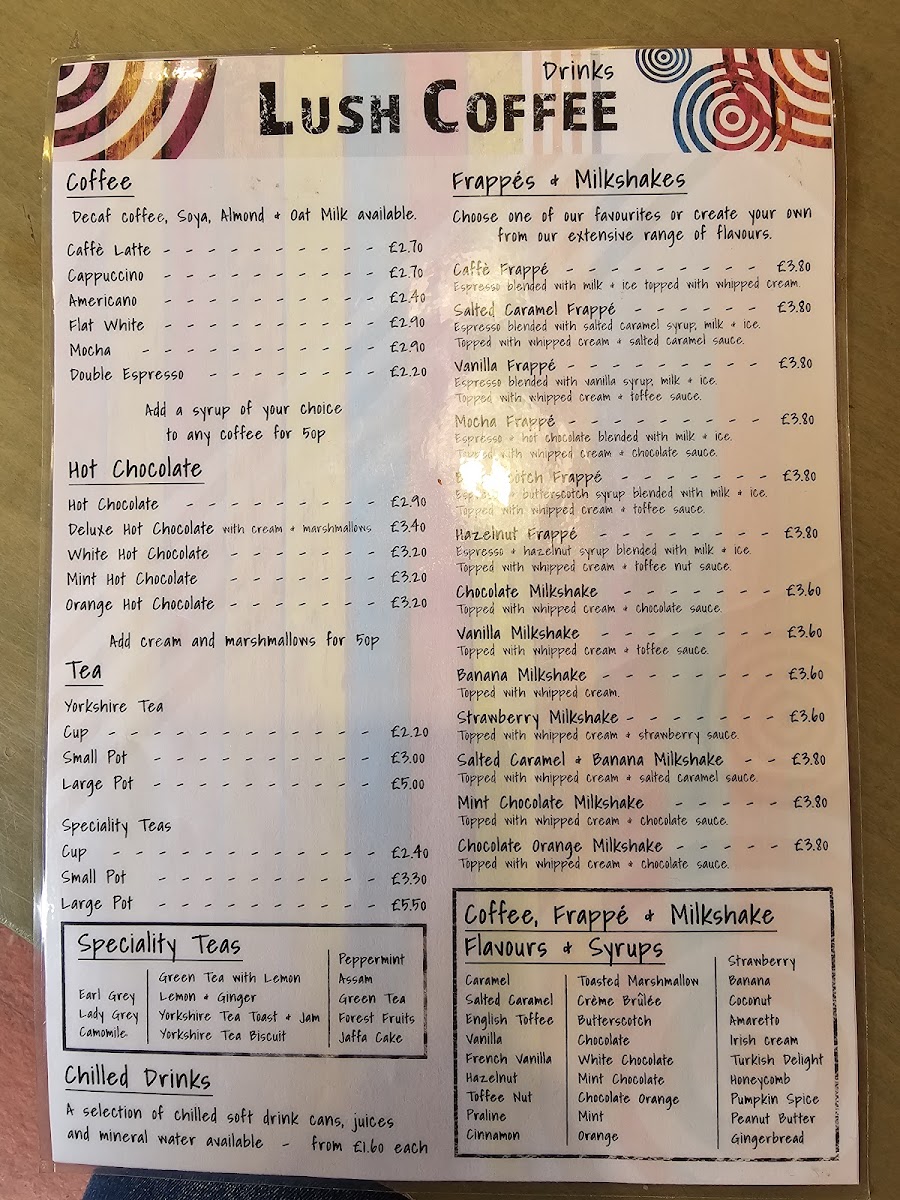 Drinks
LUSH COFFEE
Coffee
Decaf coffee, Soya, Almond & Oat Milk available.
Caffè Latte - - - - - - - - - - £2.70
Cappuccino - - - - - - - - - - £2.70
Americano - - - - - - - - - - £2.40
Flat White - - - - - - - - - - £2.90
Mocha - - - - - - - - - - - £2.90
Double Espresso - - - - - - - - £2.20
Add a syrup of your choice
to any coffee for 50p
Hot Chocolate
Hot Chocolate - - - - - - - - - £2.90
Deluxe Hot Chocolate with cream & marshmallows £3.40
White Hot Chocolate - - - - - - - £3.20
Mint Hot Chocolate - - - - - - - £3.20
Orange Hot Chocolate - - - - - - - £3.20
Add cream and marshmallows for 50p
Tea
Yorkshire Tea
Cup - - - - - - - - - - - - £2.20
Small Pot - - - - - - - - - - £3.00
Large Pot - - - - - - - - - - £5.00
Speciality Teas
Cup - - - - - - - - - - - - £2.40
Small Pot - - - - - - - - - - £3.30
Large Pot - - - - - - - - - - £5.50
Speciality Teas
Earl Grey
Lady Grey
Camomile
Green Tea with Lemon
Lemon & Ginger
Yorkshire Tea Toast & Jam
Yorkshire Tea Biscuit
Peppermint
Assam
Green Tea
Forest Fruits
Jaffa Cake
Chilled Drinks
A selection of chilled soft drink cans, juices
and mineral water available - from £1.60 each
Frappés & Milkshakes
Choose one of our favourites or create your own
from our extensive range of flavours.
Caffè Frappé - - - - - - - - - £3.80
Espresso blended with milk & ice topped with whipped cream.
Salted Caramel Frappé - - - - - - £3.80
Espresso blended with salted caramel syrup, milk & ice.
Topped with whipped cream & salted caramel sauce.
Vanilla Frappé - - - - - - - - - £3.80
Espresso blended with vanilla syrup, milk & ice.
Topped with whipped cream & toffee sauce.
Mocha Frappé - - - - - - - - - £3.80
Espresso & hot chocolate blended with milk & ice.
Topped with whipped cream & chocolate sauce.
Frappé - - - - - - - £3.80
butterscotch syrup blended with milk & ice.
Topped with whipped cream & toffee sauce.
Hazelnut Frappé - - - - - - - - £3.80
Espresso & hazelnut syrup blended with milk & ice.
Topped with whipped cream & toffee nut sauce.
Chocolate Milkshake - - - - - - - £3.60
Topped with whipped cream & chocolate sauce.
Vanilla Milkshake - - - - - - - - £3.60
Topped with whipped cream & toffee sauce.
Banana Milkshake - - - - - - - - £3.60
Topped with whipped cream.
Strawberry Milkshake - - - - - - - £3.60
Topped with whipped cream & strawberry sauce.
Salted Caramel & Banana Milkshake - - £3.80
Topped with whipped cream & salted caramel sauce.
Mint Chocolate Milkshake - - - - - £3.80
Topped with whipped cream & chocolate sauce.
Chocolate Orange Milkshake - - - - - £3.80
Topped with whipped cream & chocolate sauce.
Coffee, Frappé & Milkshake
Flavours & Syrups
Caramel
Salted Caramel
English Toffee
Vanilla
French Vanilla
Hazelnut
Toffee Nut
Praline
Cinnamon
Toasted Marshmallow
Crème Brûlée
Butterscotch
Chocolate
White Chocolate
Mint Chocolate
Chocolate Orange
Mint
Orange
Strawberry
Banana
Coconut
Amaretto
Irish Cream
Turkish Delight
Honeycomb
Pumpkin Spice
Peanut Butter
Gingerbread